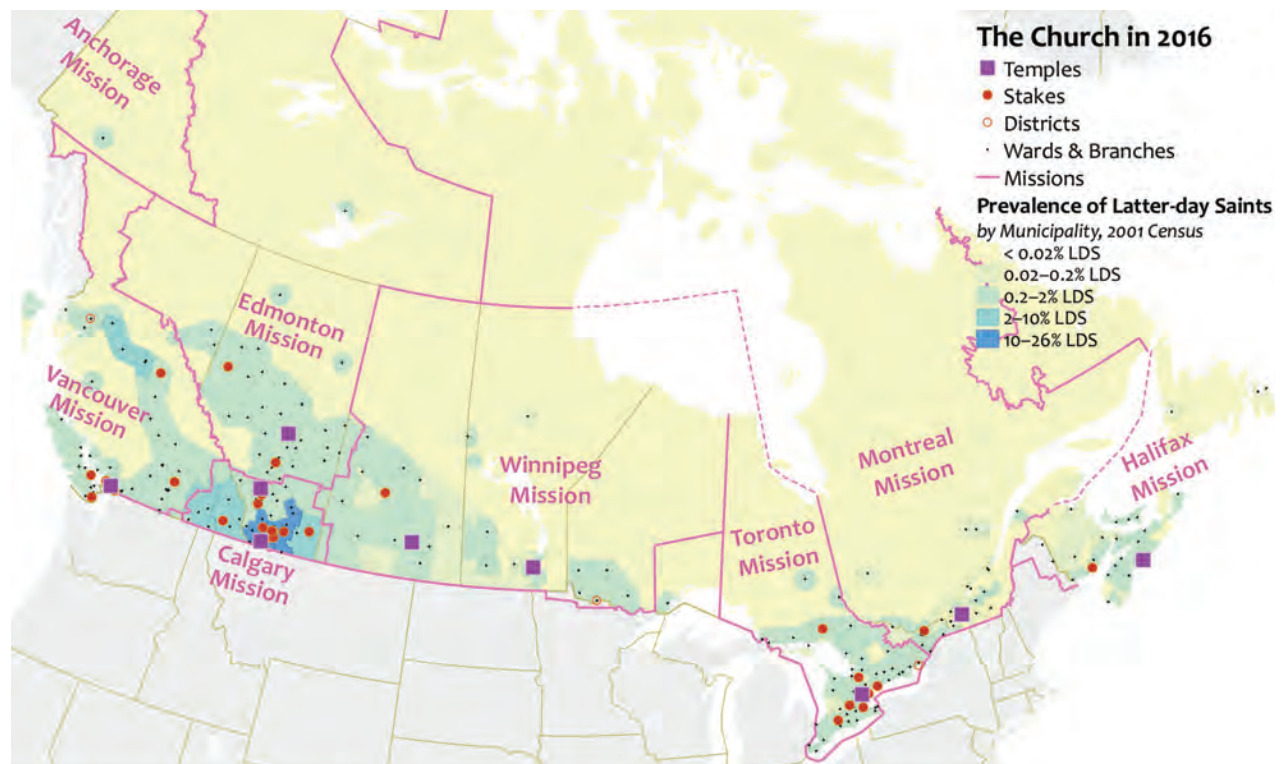 The Church in 2016
Temples
Stakes
Districts
Wards & Branches
Missions
Prevalence of Latter-day Saints
by Municipality, 2001 Census
< 0.02% LDS
0.02–0.2% LDS
0.2–2% LDS
2–10% LDS
10–26% LDS
Anchorage
Mission
Edmonton
Mission
Vancouver
Mission
Calgary
Mission
Winnipeg
Mission
Toronto
Mission
Montreal
Mission
Halifax
Mission